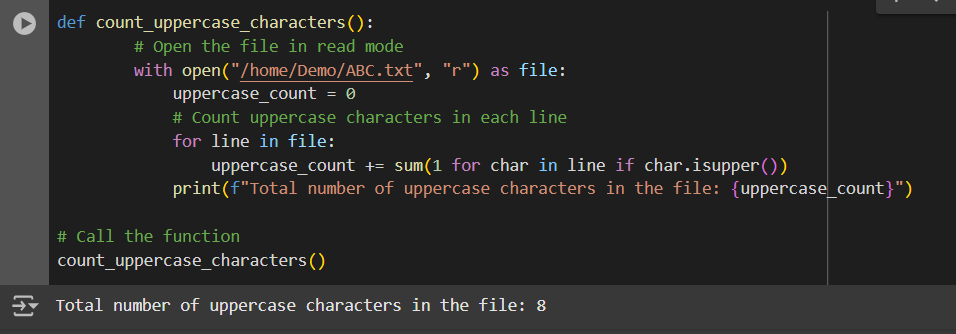 def count_uppercase_characters():
        # Open the file in read mode
        with open("/home/Demo/ABC.txt", "r") as file:
            uppercase_count = 0
            # Count uppercase characters in each line
            for line in file:
                uppercase_count += sum(1 for char in line if char.isupper())
            print(f"Total number of uppercase characters in the file: {uppercase_count}")

# Call the function
count_uppercase_characters()
Total number of uppercase characters in the file: 8